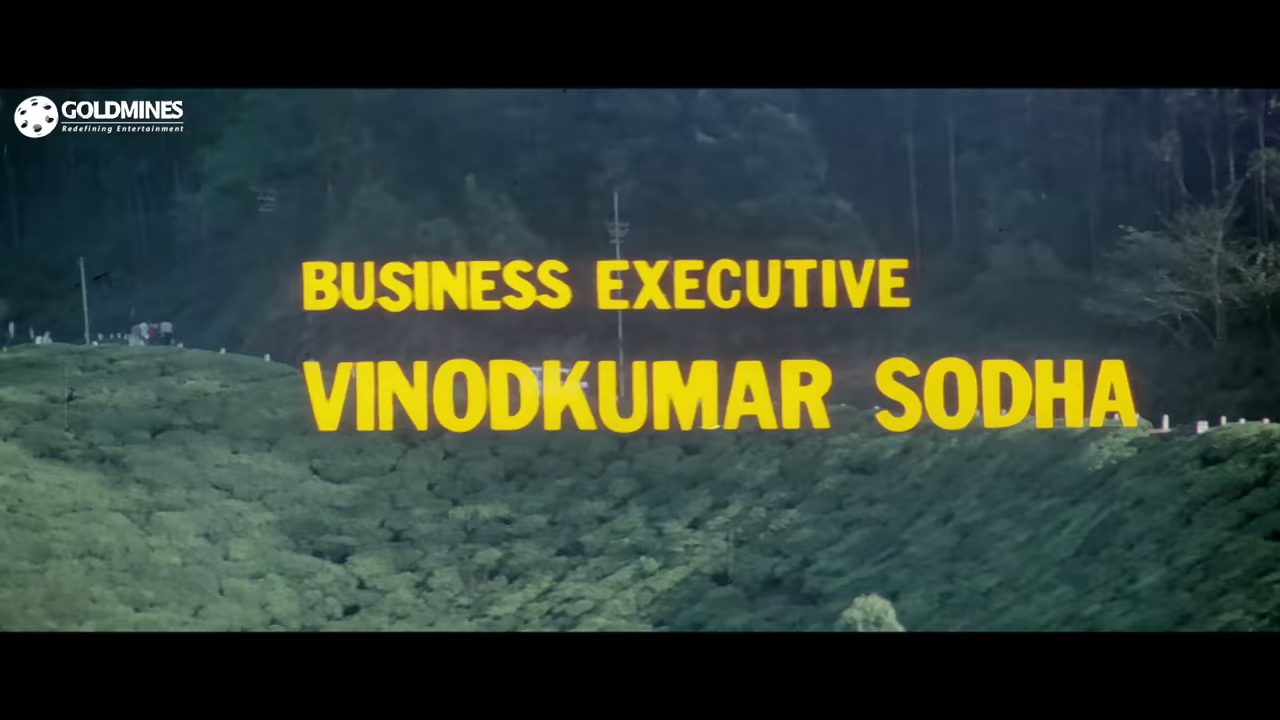 GOLDMINES
Redefining Entertainment
BUSINESS EXECUTIVE
VINODKUMAR SODHA